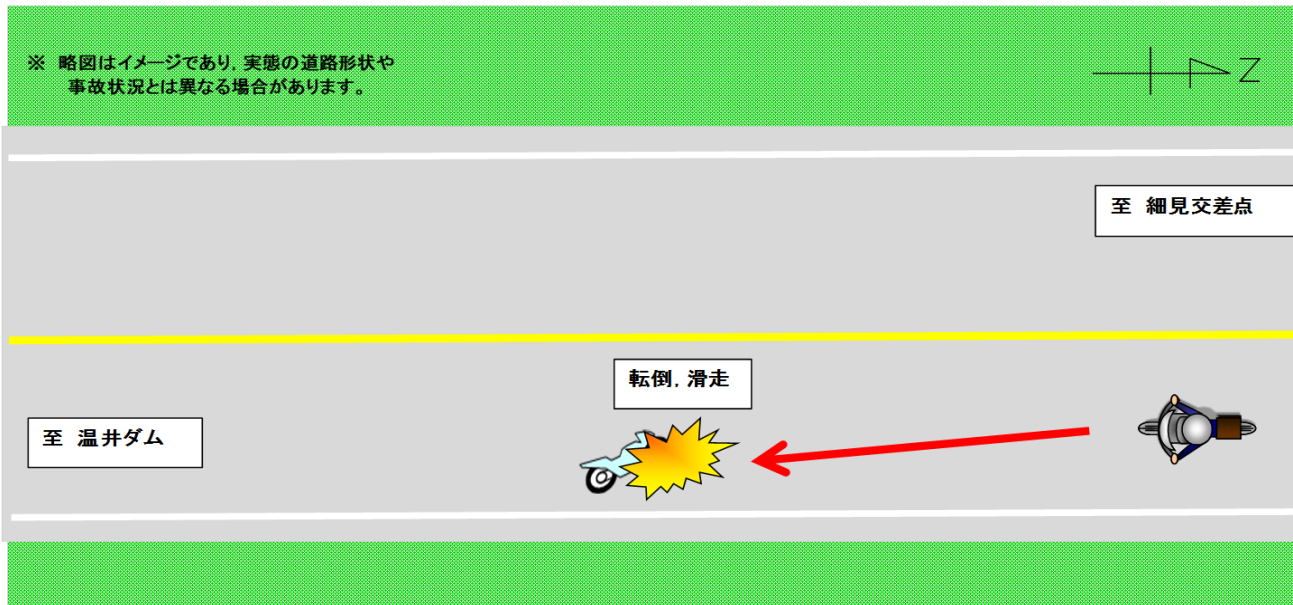 ※ 略図はイメージであり,実態の道路形状や
事故状況とは異なる場合があります。
Z
至 細見交差点
転倒,滑走
至 温井ダム